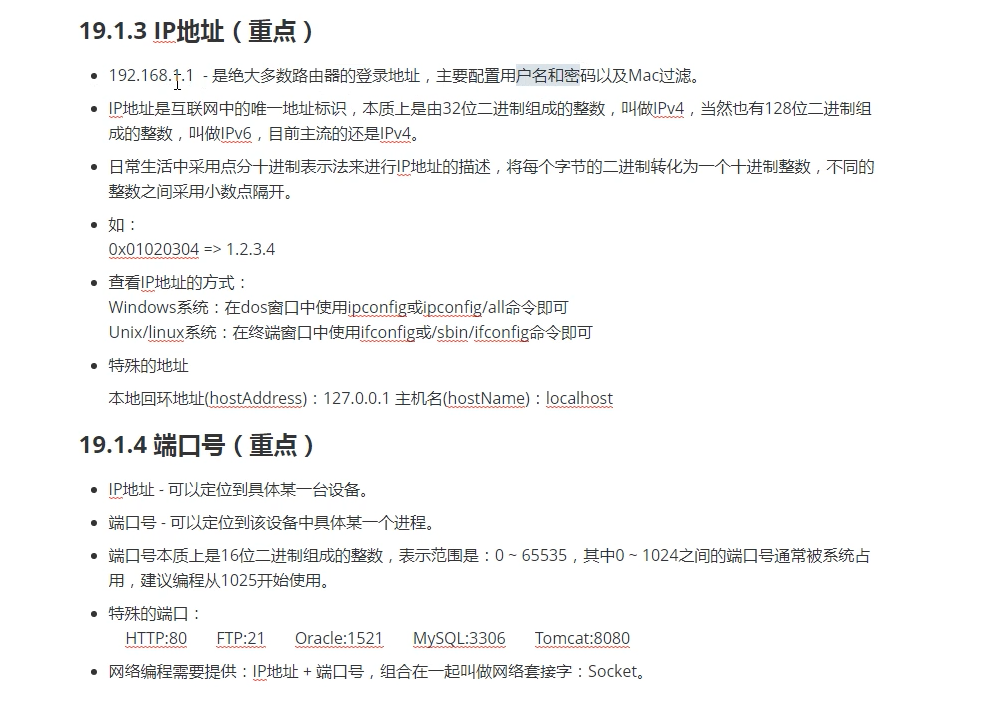 19.1.3 IP地址（重点）
192.168.1.1 - 是绝大多数路由器的登录地址，主要配置用户名和密码以及Mac过滤。
IP地址是互联网中的唯一地址标识，本质上是由32位二进制组成的整数，叫做IPv4，当然也有128位二进制组
成的整数，叫做IPv6，目前主流的还是IPv4。
日常生活中采用点分十进制表示法来进行IP地址的描述，将每个字节的二进制转化为一个十进制整数，不同的
整数之间采用小数点隔开。
如：
0x01020304 => 1.2.3.4
查看IP地址的方式：
Windows系统：在dos窗口中使用ipconfig或ipconfig/all命令即可
Unix/linux系统：在终端窗口中使用ifconfig或/sbin/ifconfig命令即可
特殊的地址
本地回环地址(hostAddress)：127.0.0.1 主机名(hostName)：localhost
19.1.4 端口号（重点）
IP地址 - 可以定位到具体某一台设备。
端口号 - 可以定位到该设备中具体某一个进程。
端口号本质上是16位二进制组成的整数，表示范围是：0 ~ 65535，其中0 ~ 1024之间的端口号通常被系统占
用，建议编程从1025开始使用。
特殊的端口：
HTTP:80 FTP:21 Oracle:1521 MySQL:3306 Tomcat:8080
网络编程需要提供：IP地址 + 端口号，组合在一起叫做网络套接字：Socket。